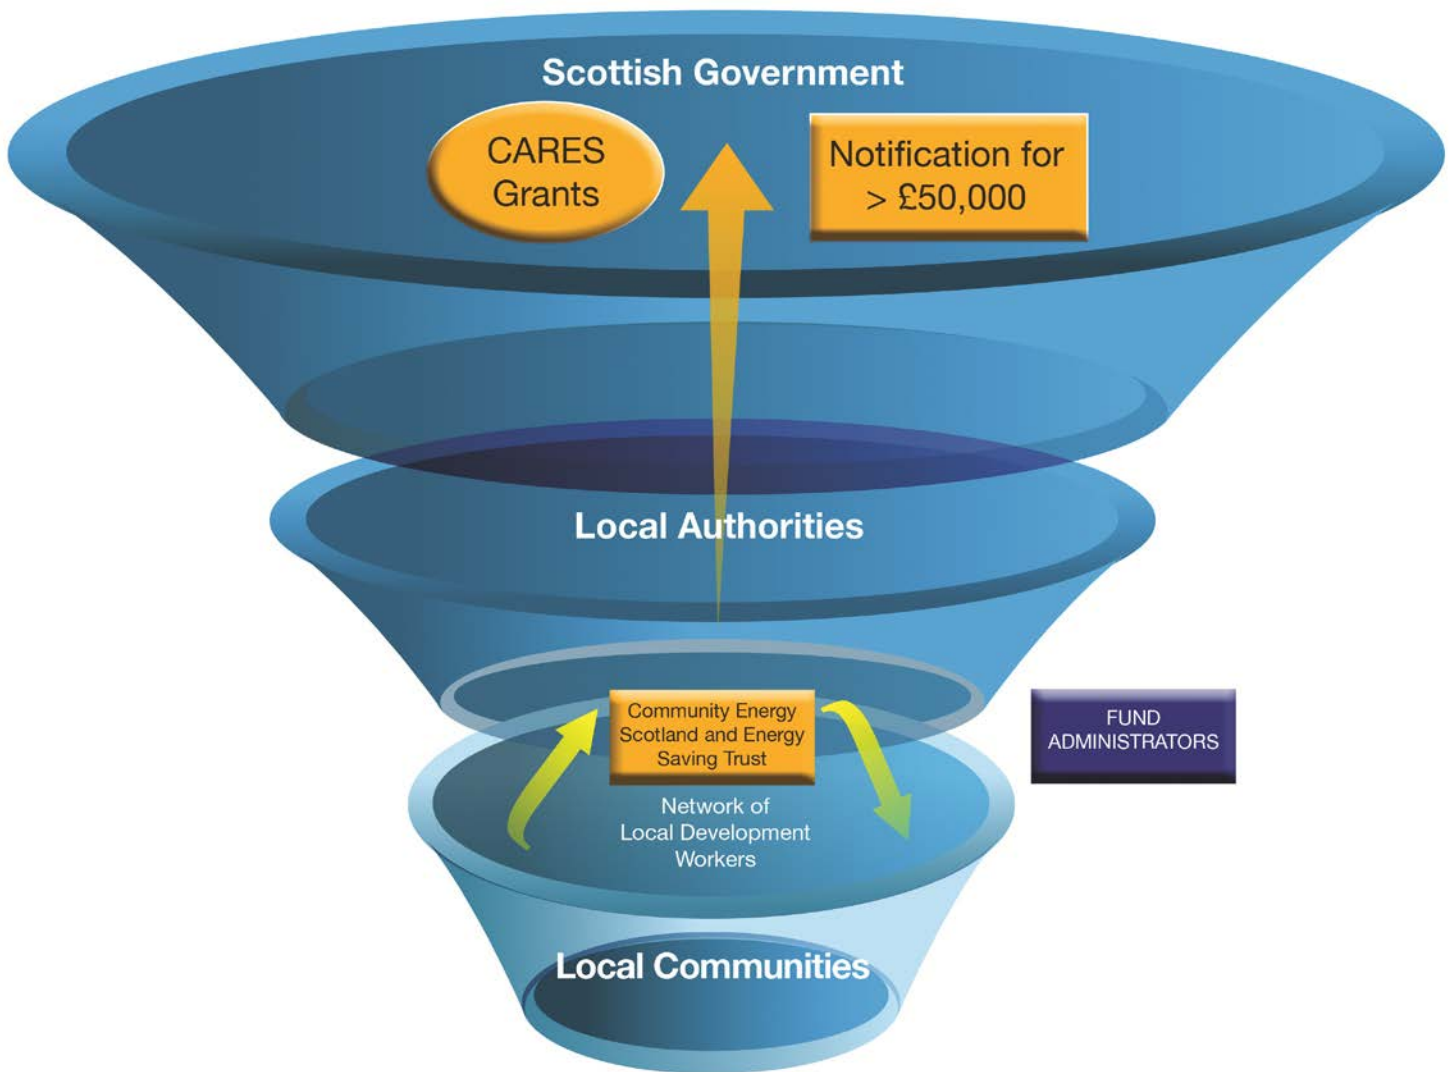 Scottish Government
CARES
Grants
Notification for
> £50,000
Local Authorities
Community Energy
Scotland and Energy
Saving Trust
FUND
ADMINISTRATORS
Network of
Local Development
Workers
Local Communities